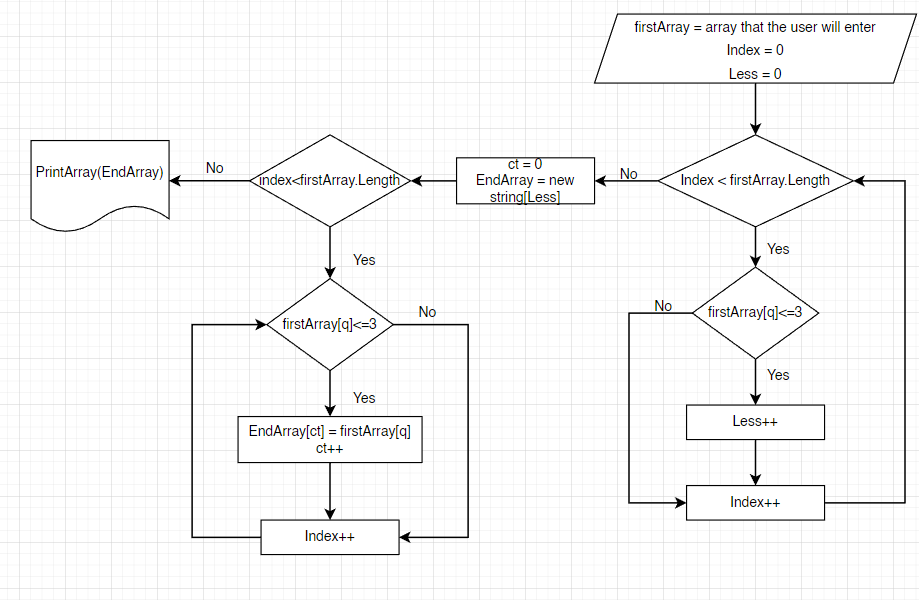 firstArray = array that the user will enter
Index = 0
Less = 0
Index < firstArray.Length
No
Yes
firstArray[q]<=3
No
Yes
Less++
Index++
ct = 0
EndArray = new
string[Less]
index<firstArray.Length
No
PrintArray(EndArray)
Yes
firstArray[q]<=3
No
Yes
EndArray[ct] = firstArray[q]
ct++
Index++